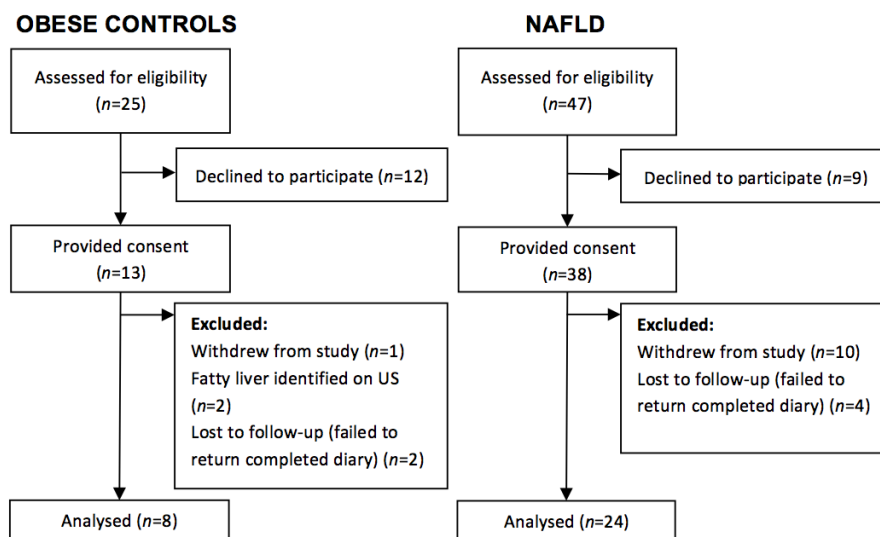 OBESE CONTROLS
Assessed for eligibility
(n=25)
Declined to participate (n=12)
Provided consent
(n=13)
Excluded:
Withdrew from study (n=1)
Fatty liver identified on US
(n=2)
Lost to follow-up (failed to
return completed diary) (n=2)
Analysed (n=8)
NAFLD
Assessed for eligibility
(n=47)
Declined to participate (n=9)
Provided consent
(n=38)
Excluded:
Withdrew from study (n=10)
Lost to follow-up (failed to
return completed diary) (n=4)
Analysed (n=24)